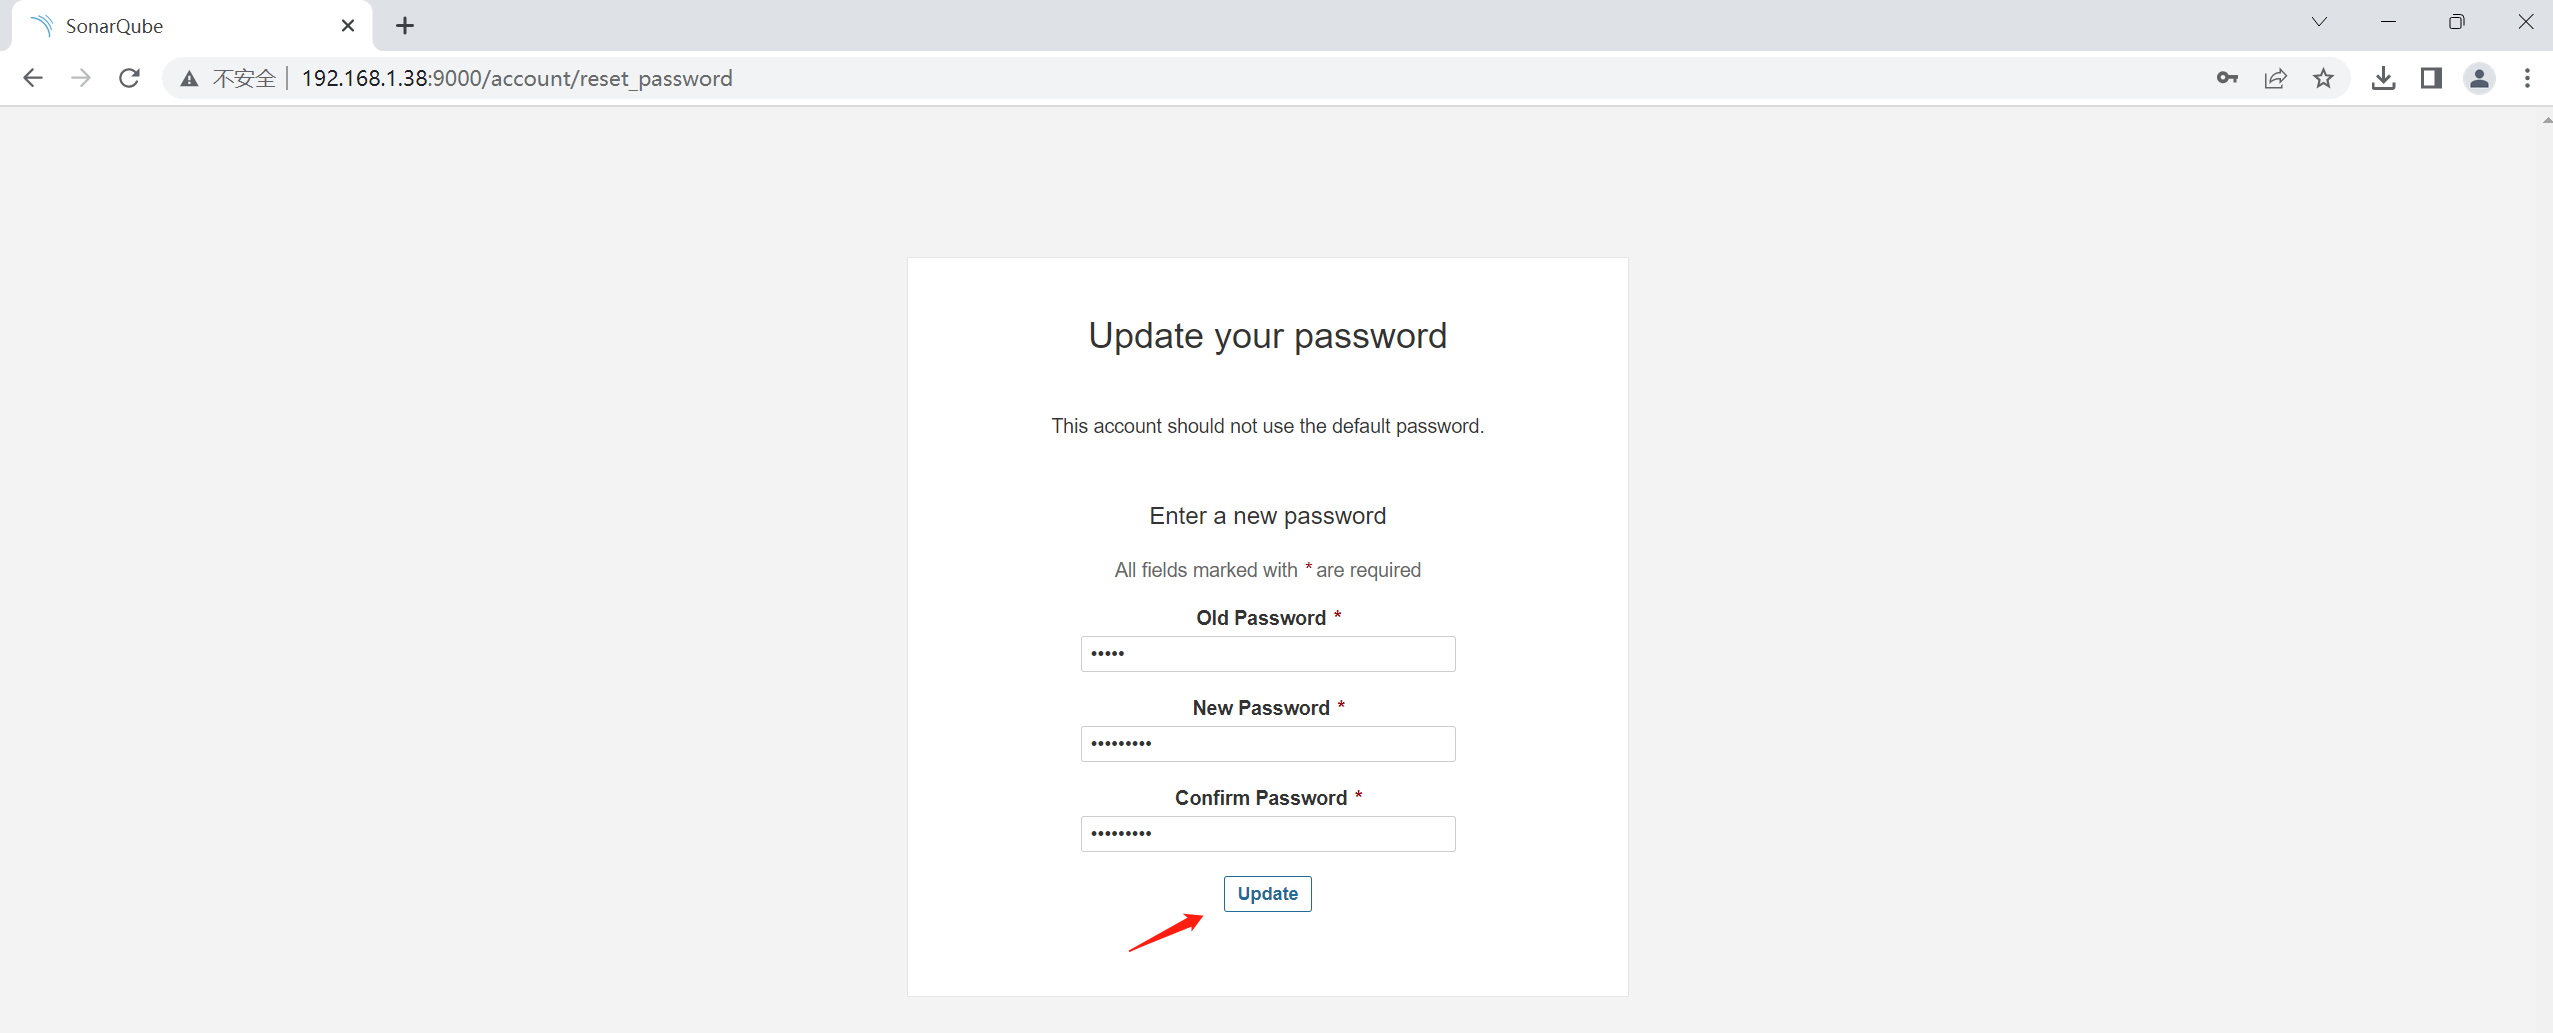 SonarQube
不安全 192.168.1.38:9000/account/reset_password
Update your password
This account should not use the default password.
Enter a new password
All fields marked with * are required
Old Password *
•••••
New Password *
•••••••••
Confirm Password *
•••••••••
Update